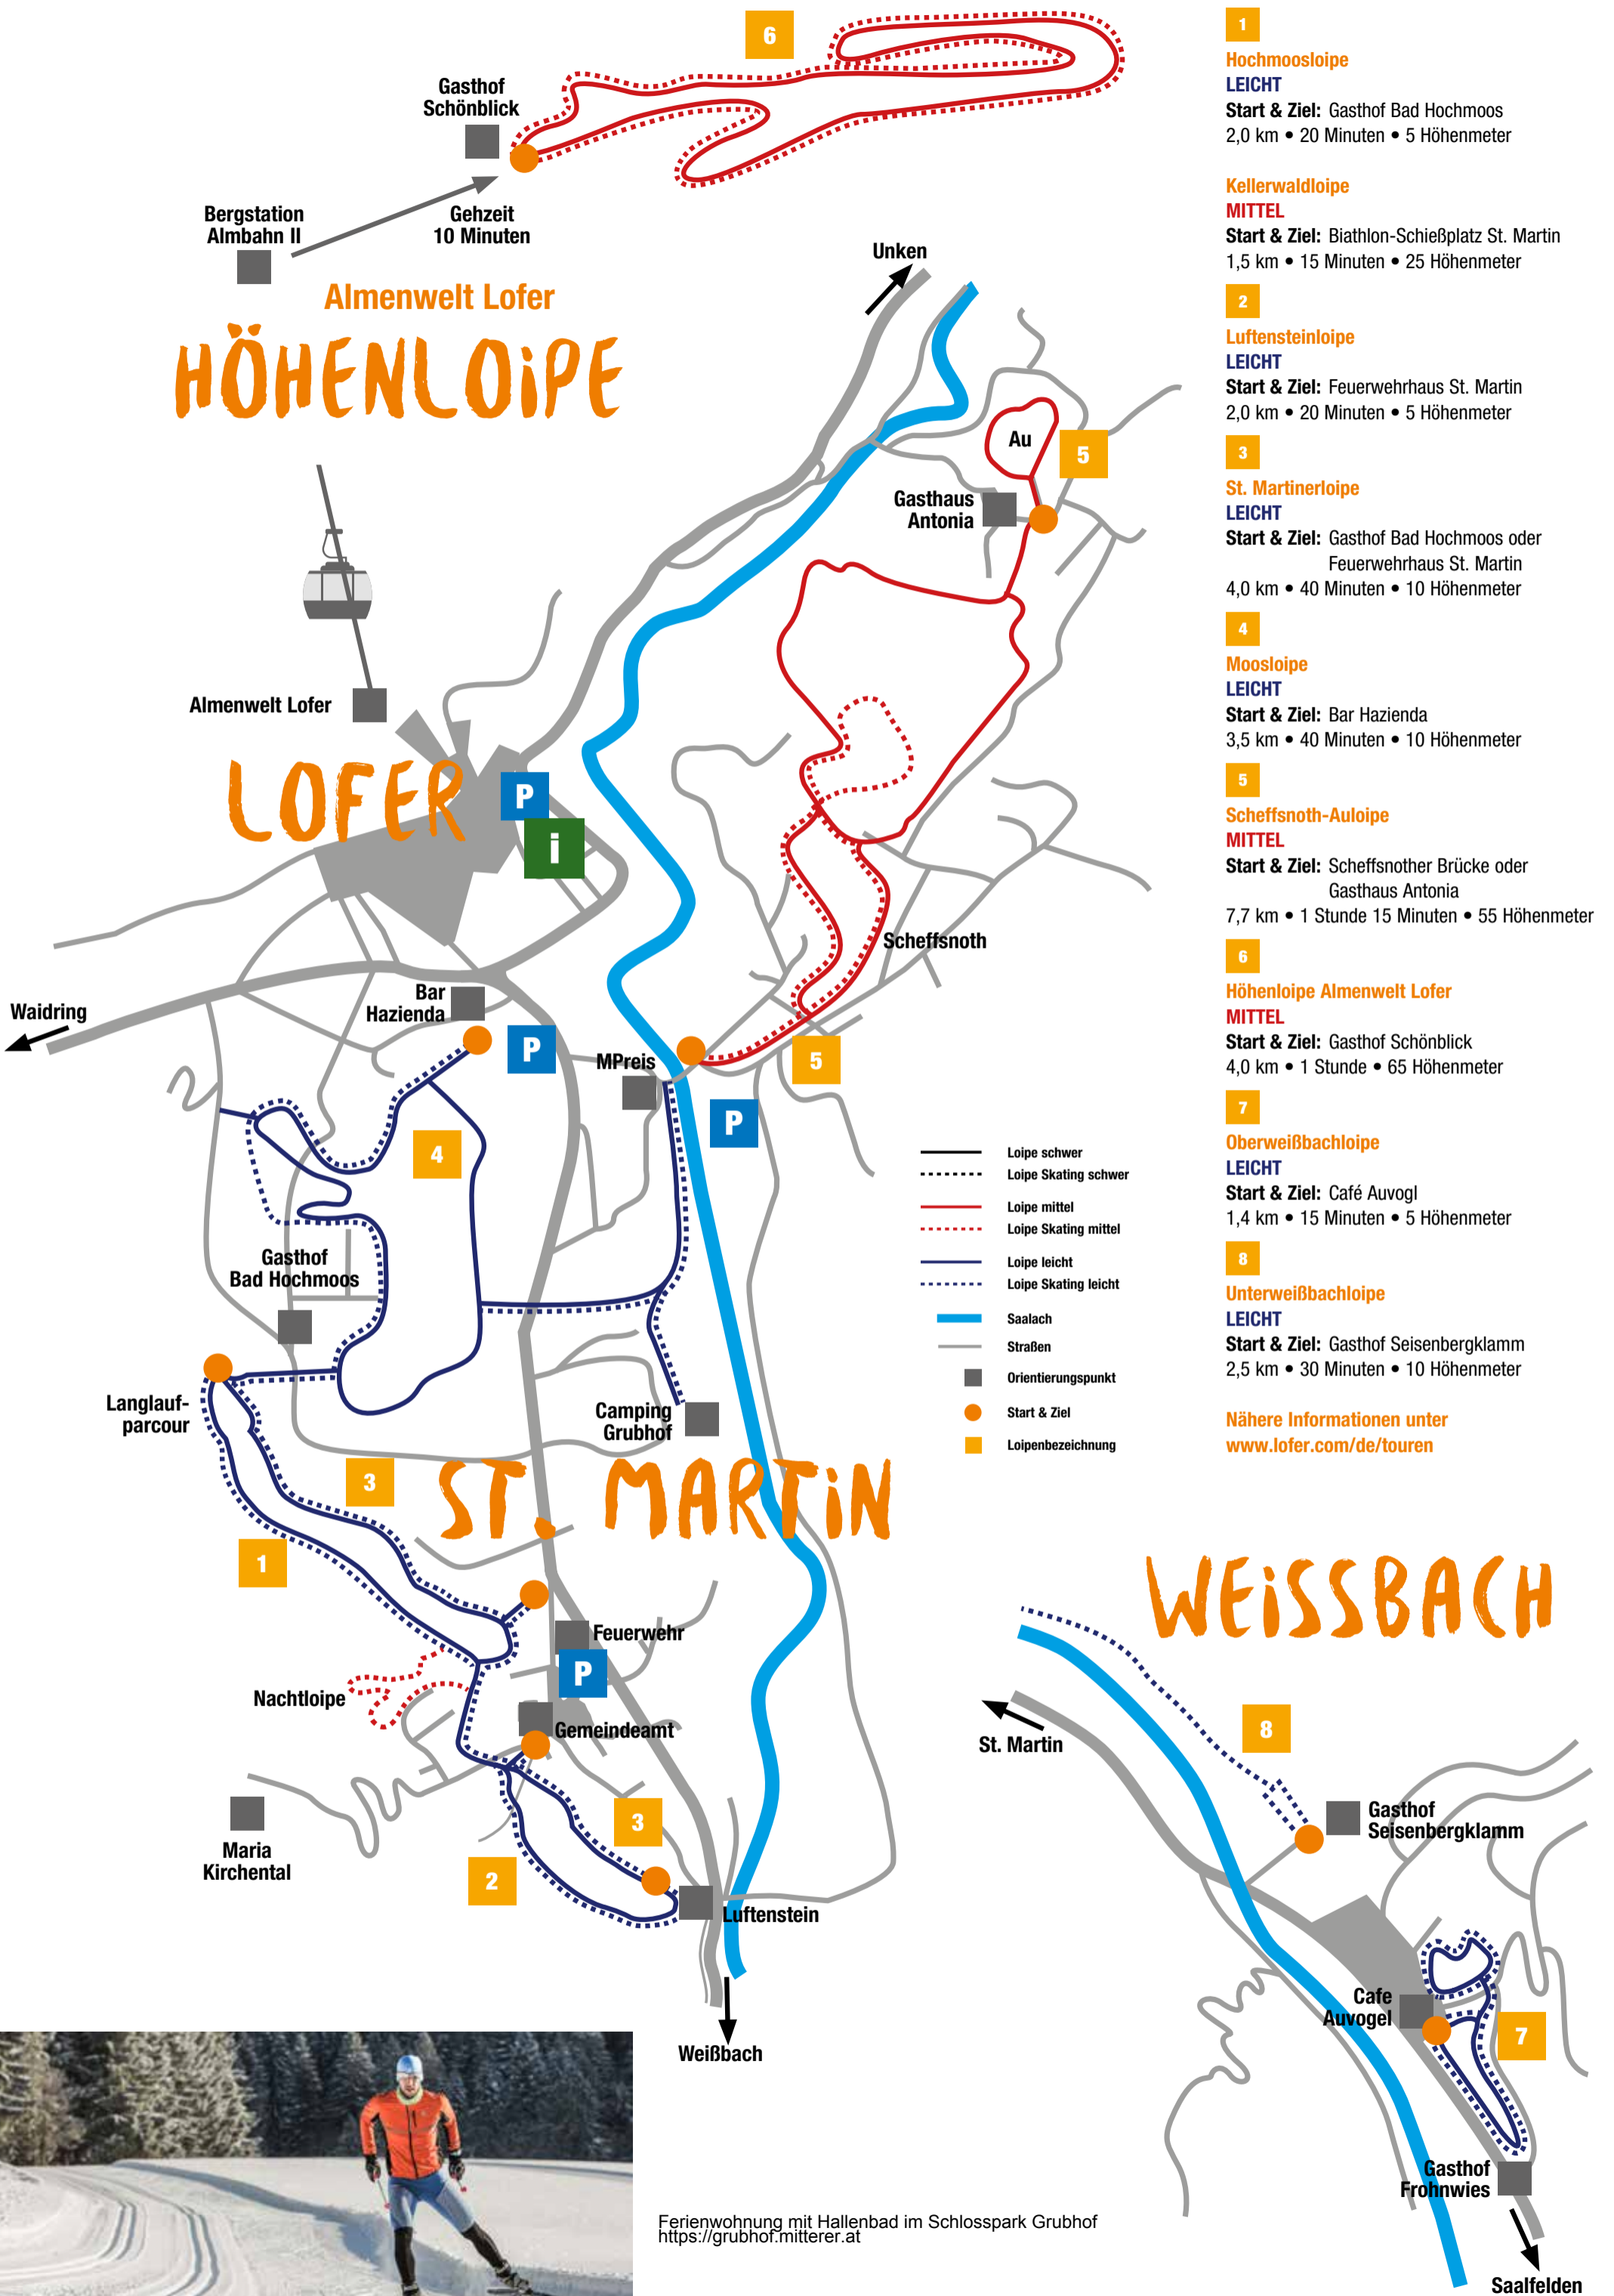 6
Gasthof
Schönblick
Bergstation
Almbahn II
Gehzeit
10 Minuten
Almenwelt Lofer
HÖHENLOiPE
Unken
Au
5
Gasthaus
Antonia
Almenwelt Lofer
LOFER
P
i
Scheffsnoth
Waidring
Bar
Hazienda
P
MPreis
5
P
4
Gasthof
Bad Hochmoos
Langlauf-
parcour
Camping
Grubhof
3
ST. MARTiN
1
Feuerwehr
P
Nachtloipe
Gemeindeamt
3
Maria
Kirchental
2
Luftenstein
Weißbach
Loipe schwer
Loipe Skating schwer
Loipe mittel
Loipe Skating mittel
Loipe leicht
Loipe Skating leicht
Saalach
Straßen
Orientierungspunkt
Start & Ziel
Loipenbezeichnung
1
Hochmoosloipe
LEICHT
Start & Ziel: Gasthof Bad Hochmoos
2,0 km • 20 Minuten • 5 Höhenmeter
Kellerwaldloipe
MITTEL
Start & Ziel: Biathlon-Schießplatz St. Martin
1,5 km • 15 Minuten • 25 Höhenmeter
2
Luftensteinloipe
LEICHT
Start & Ziel: Feuerwehrhaus St. Martin
2,0 km • 20 Minuten • 5 Höhenmeter
3
St. Martinerloipe
LEICHT
Start & Ziel: Gasthof Bad Hochmoos oder
Feuerwehrhaus St. Martin
4,0 km • 40 Minuten • 10 Höhenmeter
4
Moosloipe
LEICHT
Start & Ziel: Bar Hazienda
3,5 km • 40 Minuten • 10 Höhenmeter
5
Scheffsnoth-Auloipe
MITTEL
Start & Ziel: Scheffsnother Brücke oder
Gasthaus Antonia
7,7 km • 1 Stunde 15 Minuten • 55 Höhenmeter
6
Höhenloipe Almenwelt Lofer
MITTEL
Start & Ziel: Gasthof Schönblick
4,0 km • 1 Stunde • 65 Höhenmeter
7
Oberweißbachloipe
LEICHT
Start & Ziel: Café Auvogl
1,4 km • 15 Minuten • 5 Höhenmeter
8
Unterweißbachloipe
LEICHT
Start & Ziel: Gasthof Seisenbergklamm
2,5 km • 30 Minuten • 10 Höhenmeter
Nähere Informationen unter
www.lofer.com/de/touren
WEiSSBACH
St. Martin
8
Gasthof
Seisenbergklamm
Cafe
Auvogel
7
Gasthof
Frohnwies
Saalfelden
Ferienwohnung mit Hallenbad im Schlosspark Grubhof
https://grubhof.mitterer.at